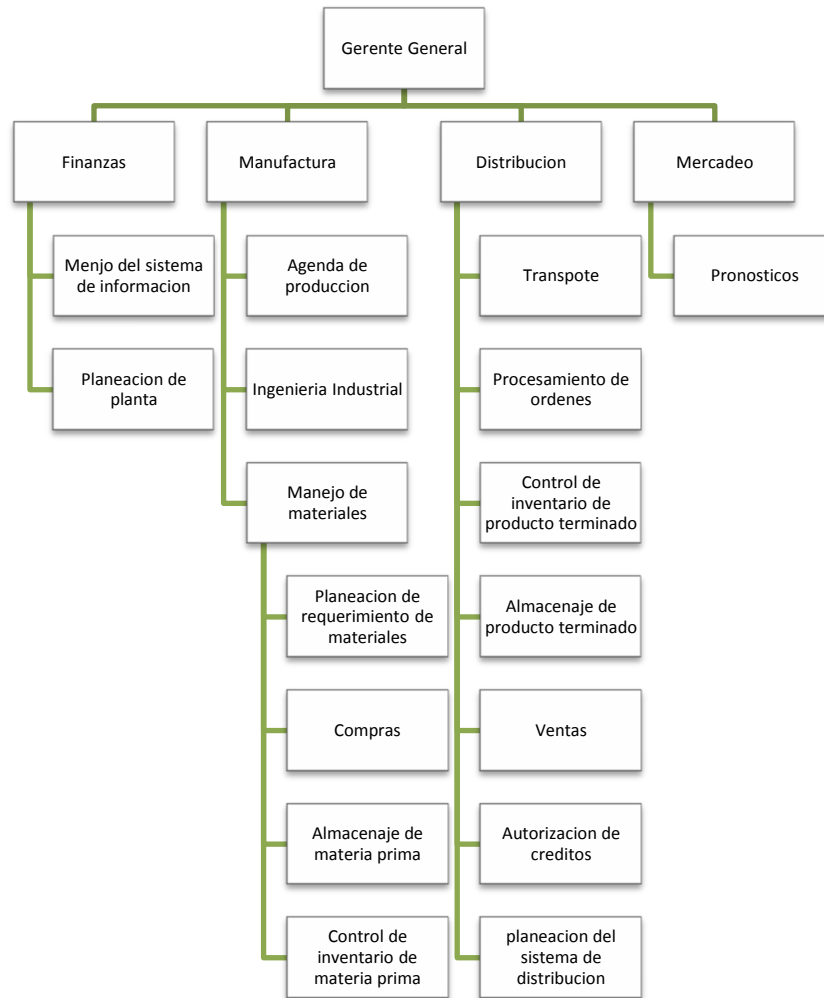 Gerente General
Finanzas
Manufactura
Distribucion
Mercadeo
Menjo del sistema
de informacion
Agenda de
produccion
Transpote
Pronosticos
Planeacion de
planta
Ingenieria Industrial
Procesamiento de
ordenes
Manejo de
materiales
Control de
inventario de
producto terminado
Planeacion de
requerimiento de
materiales
Almacenaje de
producto terminado
Compras
Ventas
Almacenaje de
materia prima
Autorizacion de
creditos
Control de
inventario de
materia prima
planeacion del
sistema de
distribucion